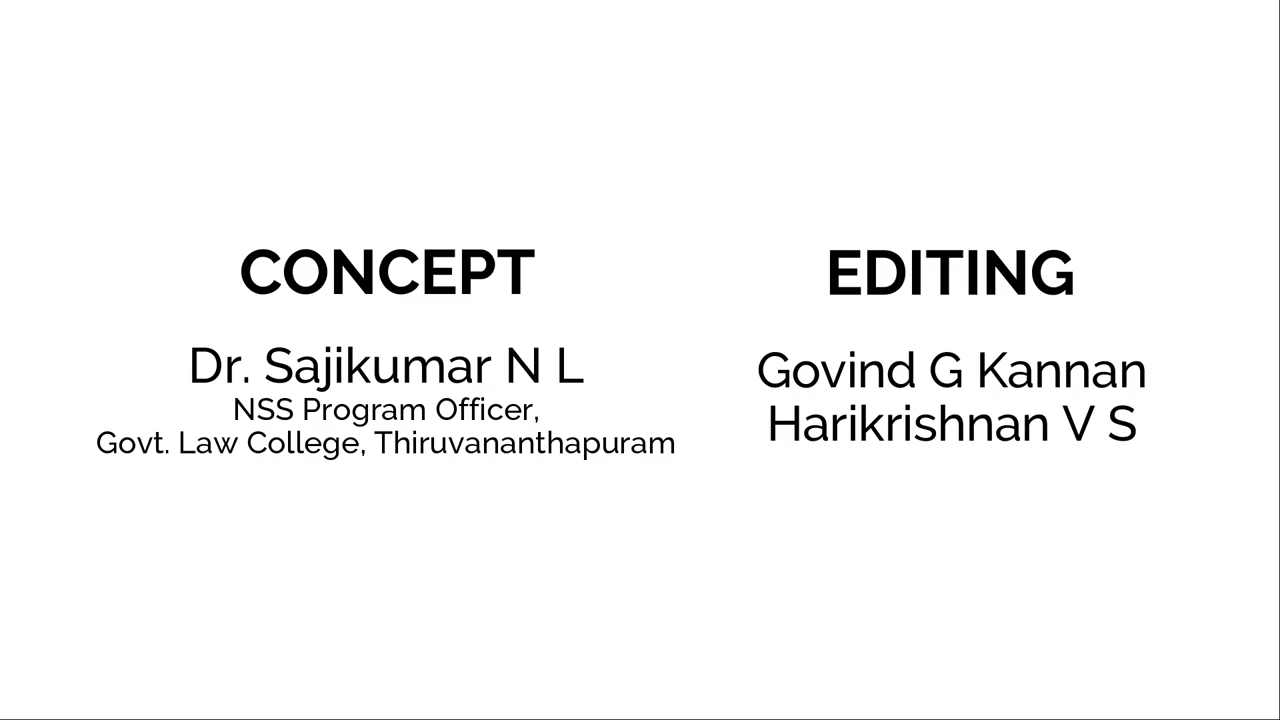 CONCEPT
Dr. Sajikumar N L
NSS Program Officer,
Govt. Law College, Thiruvananthapuram
EDITING
Govind G Kannan
Harikrishnan V S